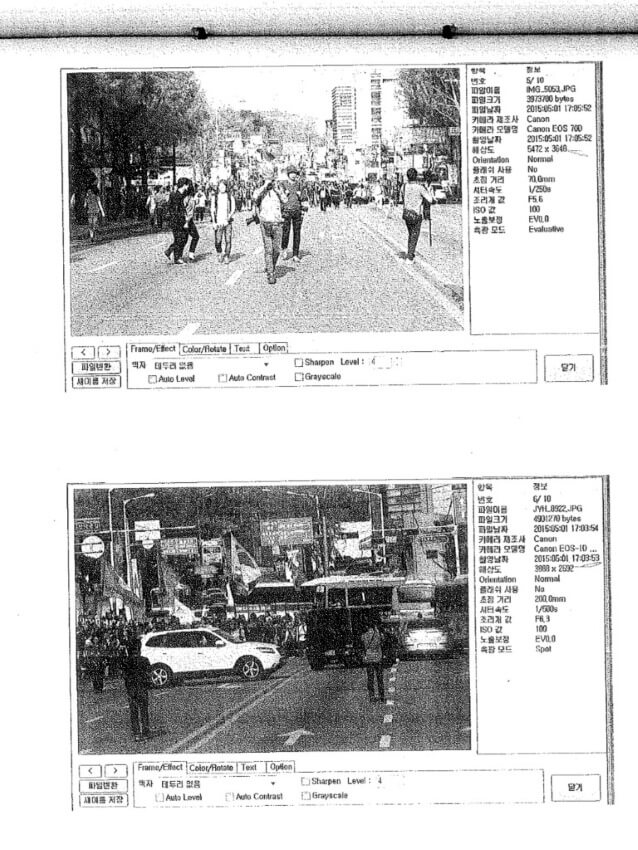 항목 정보
번호 5/ 10
파일이름 IMG_5053.JPG
파일크기 3973700 bytes
파일날짜 2015:05:01 17:05:52
카메라 제조사 Canon
카메라 모델명 Canon EOS 70D
촬영날짜 2015:05:01 17:05:52
해상도 5472 x 3648
Orientation Normal
플래쉬 사용 No
초점 거리 70.0mm
셔터속도 1/250s
조리개 값 F5.6
ISO 값 100
노출보정 EV0.0
측광 모드 Evaluative
< >
파일변환
새이름 저장
Frame/Effect Color/Rotate Text Option
액자 테두리 없음
Auto Level Auto Contrast
Sharpen Level : 4
Grayscale
닫기
항목 정보
번호 6/ 10
파일이름 JYH_8922.JPG
파일크기 4901270 bytes
파일날짜 2015:05:01 17:03:54
카메라 제조사 Canon
카메라 모델명 Canon EOS-1D ...
촬영날짜 2015:05:01 17:03:53
해상도 3888 x 2592
Orientation Normal
플래쉬 사용 No
초점 거리 200.0mm
셔터속도 1/500s
조리개 값 F6.3
ISO 값 100
노출보정 EV0.0
측광 모드 Spot
< >
파일변환
새이름 저장
Frame/Effect Color/Rotate Text Option
액자 테두리 없음
Auto Level Auto Contrast
Sharpen Level : 4
Grayscale
닫기